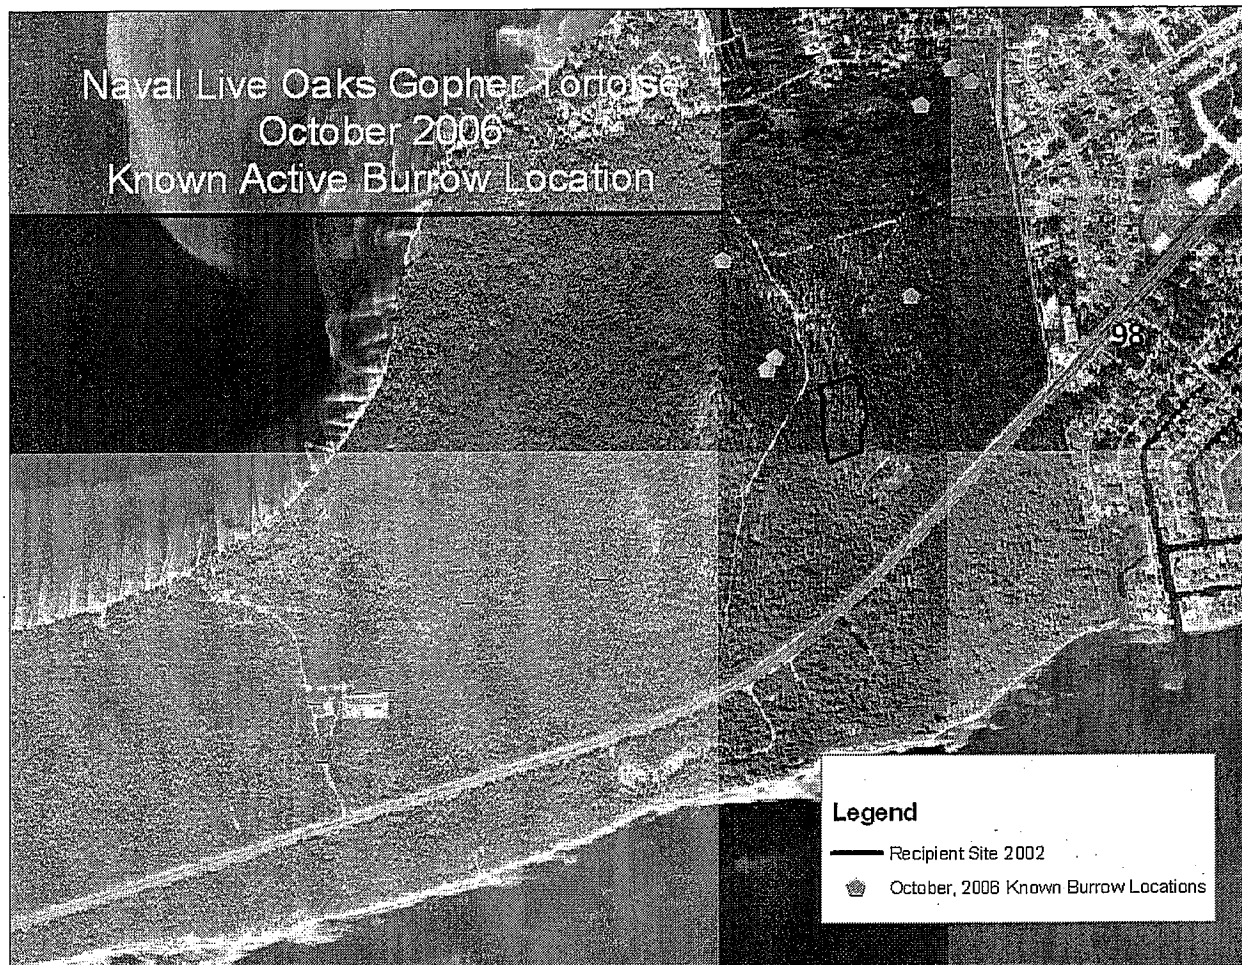 Naval Live Oaks Gopher Tortoise
October 2006
Known Active Burrow Location
98
Legend
Recipient Site 2002
October, 2006 Known Burrow Locations